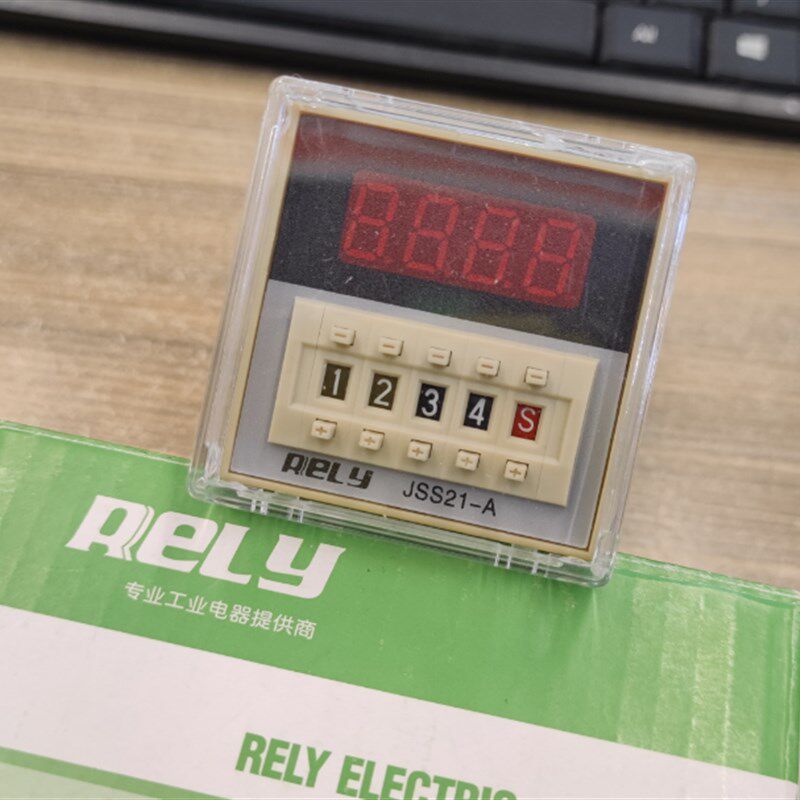 Alt
8888
- - - - -
.1 2 3 4 S
+ + + + +
RELY JSS21-A
RELY
专业工业电器提供商
RELY ELECTRIC